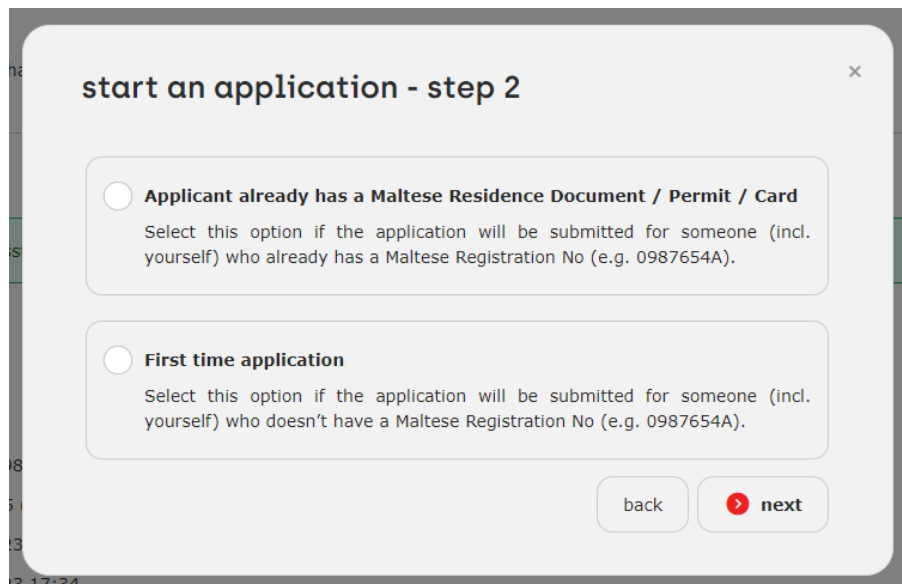 start an application - step 2
×
Applicant already has a Maltese Residence Document / Permit / Card
Select this option if the application will be submitted for someone (incl.
yourself) who already has a Maltese Registration No (e.g. 0987654A).
First time application
Select this option if the application will be submitted for someone (incl.
yourself) who doesn’t have a Maltese Registration No (e.g. 0987654A).
back
next